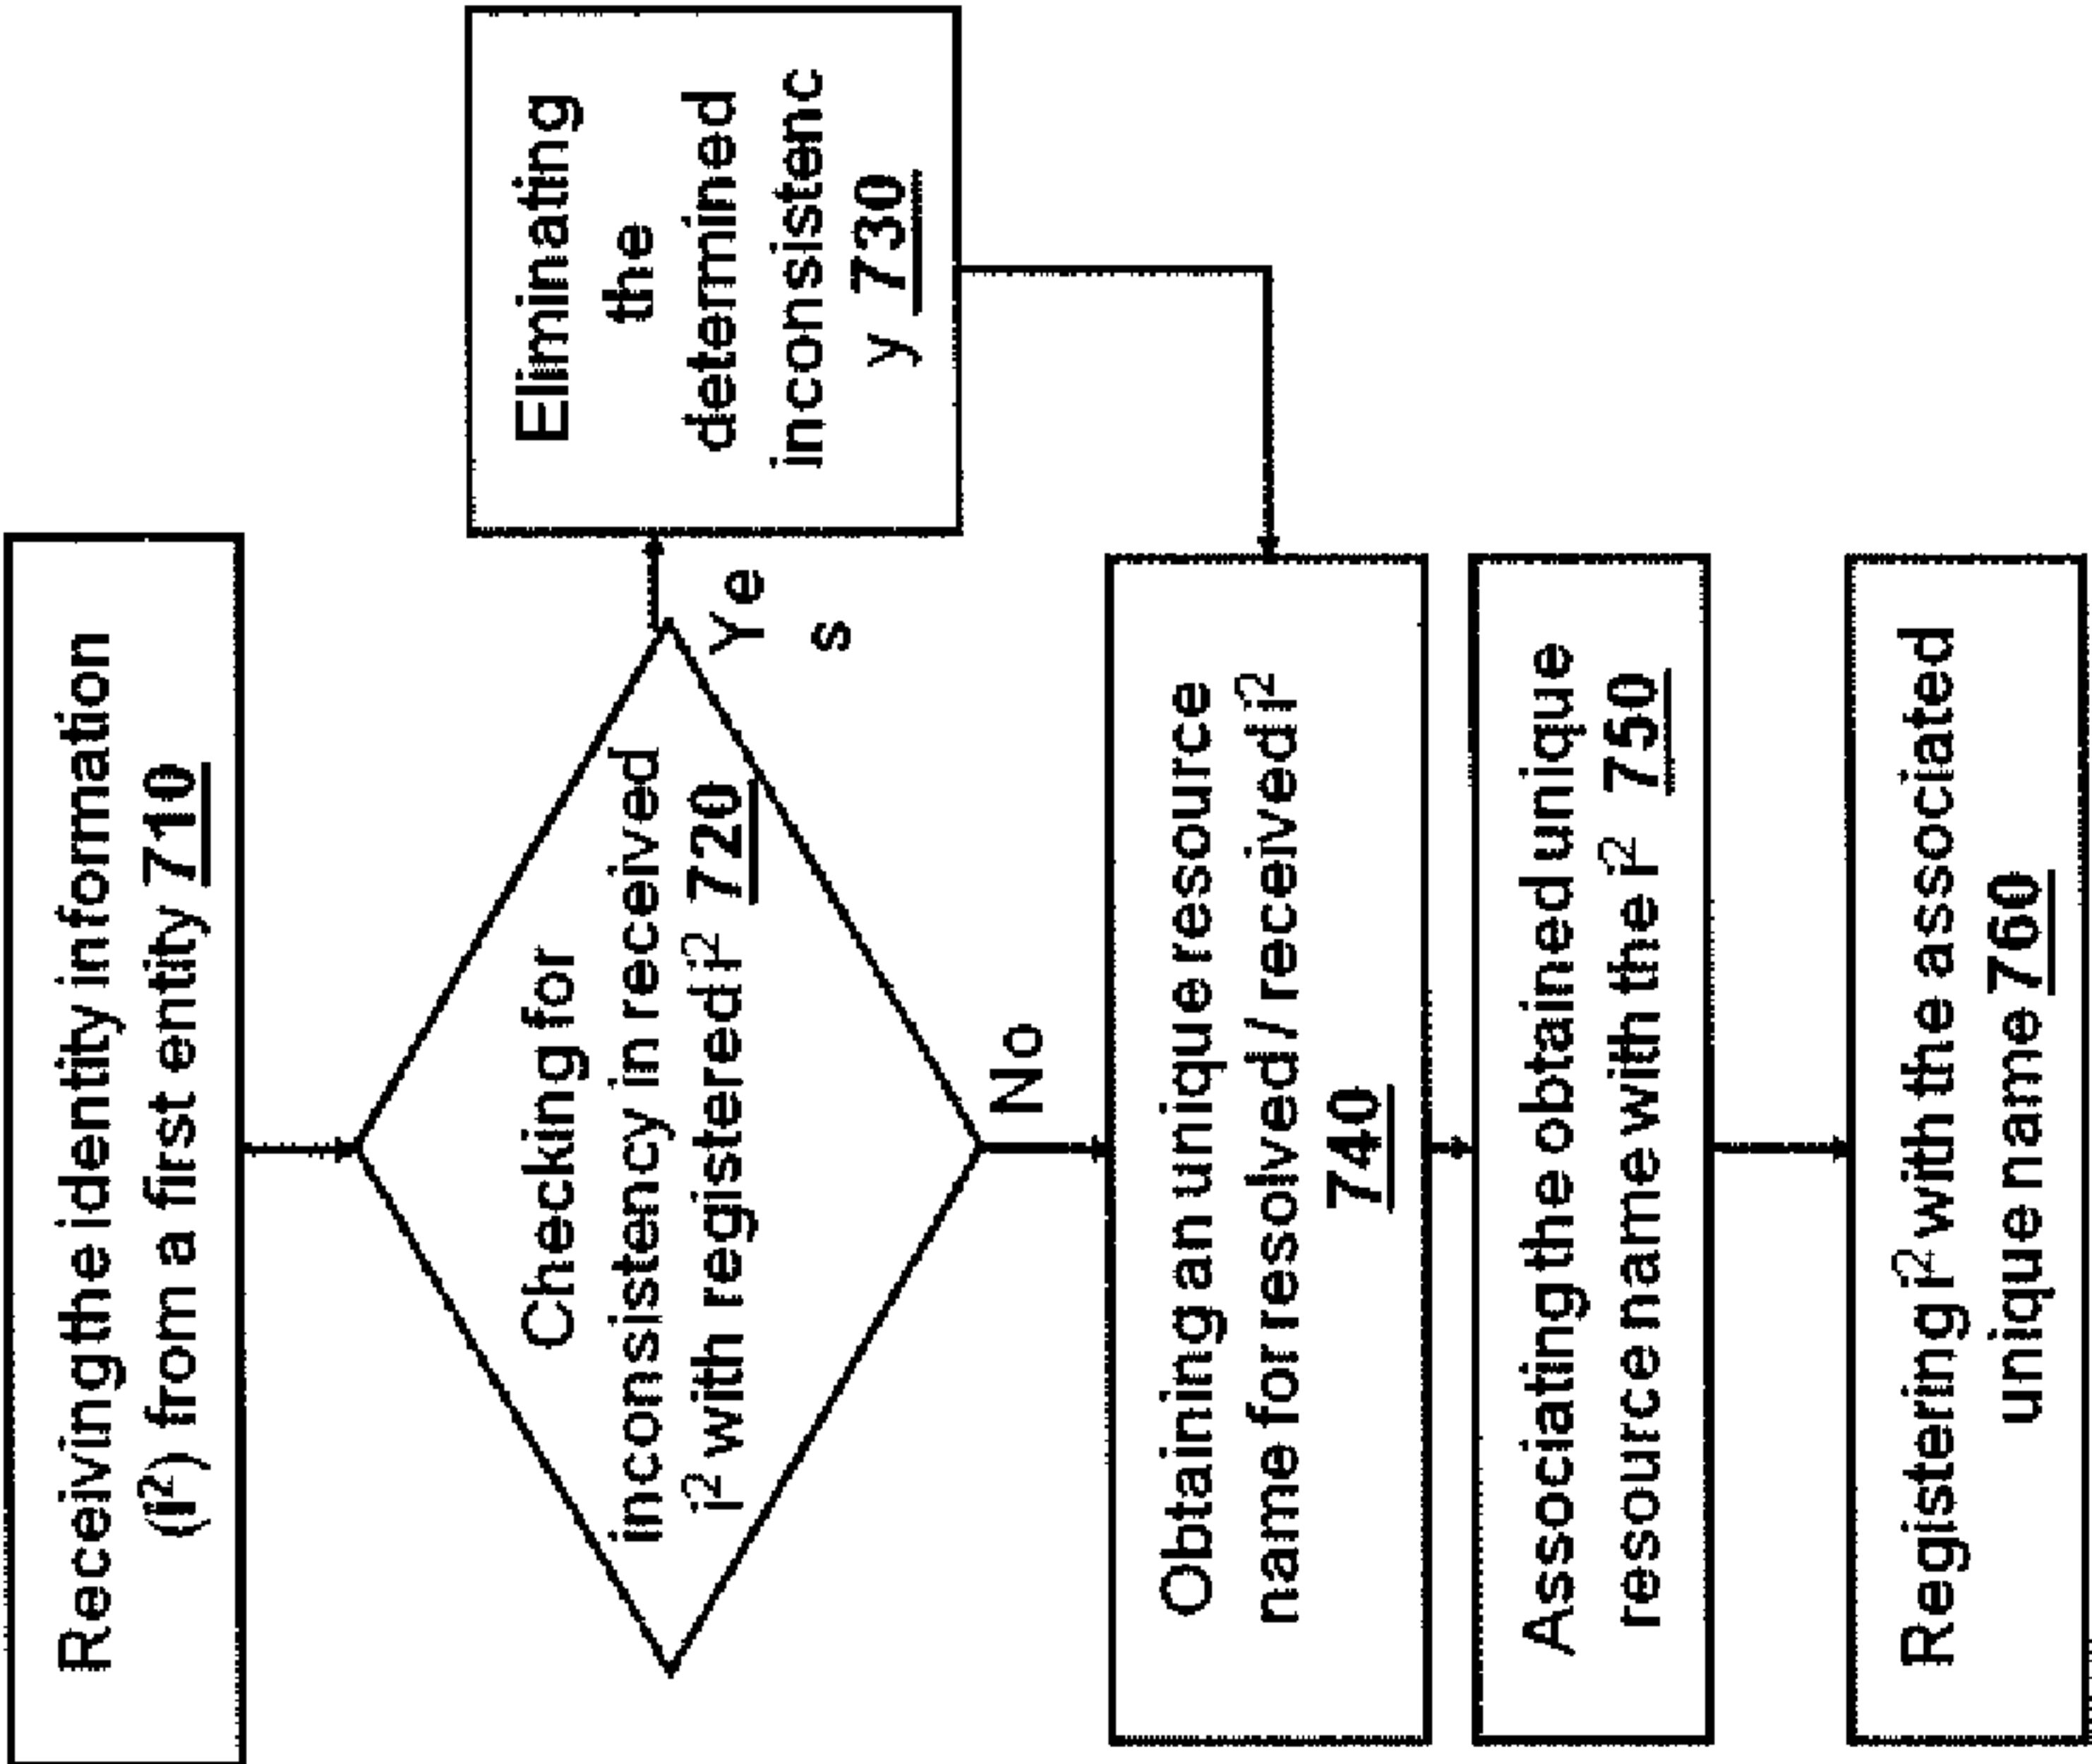 Receiving the identity information
(i²) from a first entity 710
Checking for
inconsistency in received
i² with registered i² 720
Ye
s
Eliminating
the
determined
inconsistenc
y 730
No
Obtaining an unique resource
name for resolved / received i²
740
Associating the obtained unique
resource name with the i² 750
Registering i² with the associated
unique name 760